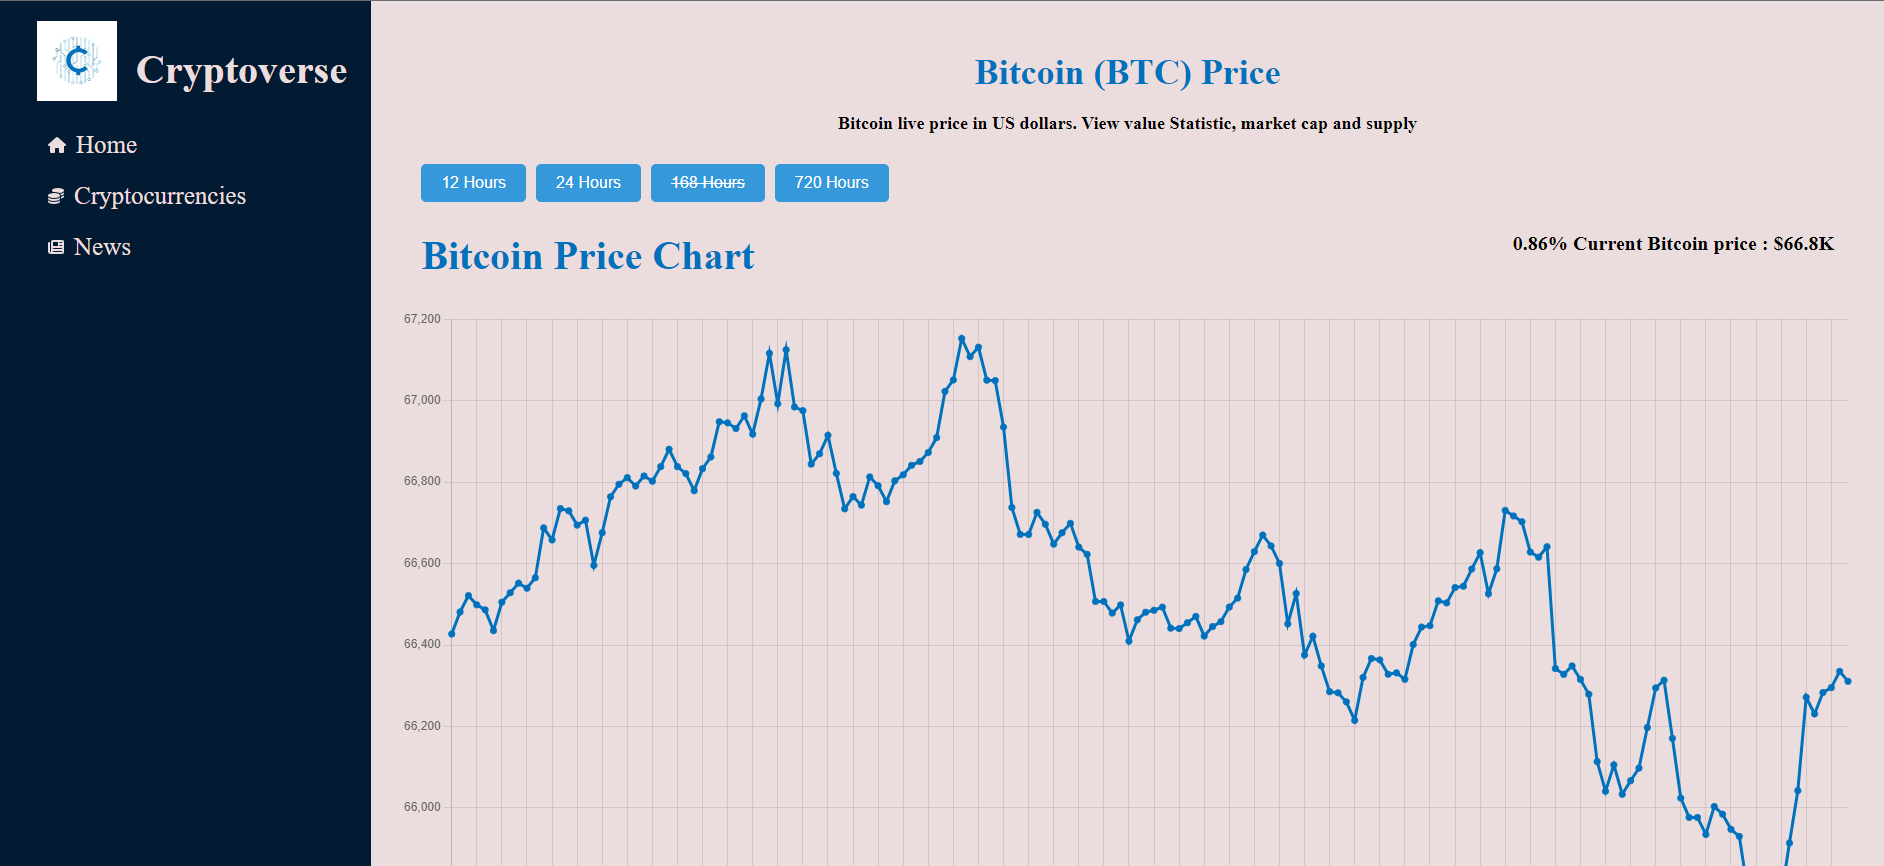 Cryptoverse
Home
Cryptocurrencies
News
Bitcoin (BTC) Price
Bitcoin live price in US dollars. View value Statistic, market cap and supply
12 Hours 24 Hours 168 Hours 720 Hours
Bitcoin Price Chart
0.86% Current Bitcoin price : $66.8K
67,200
67,000
66,800
66,600
66,400
66,200
66,000